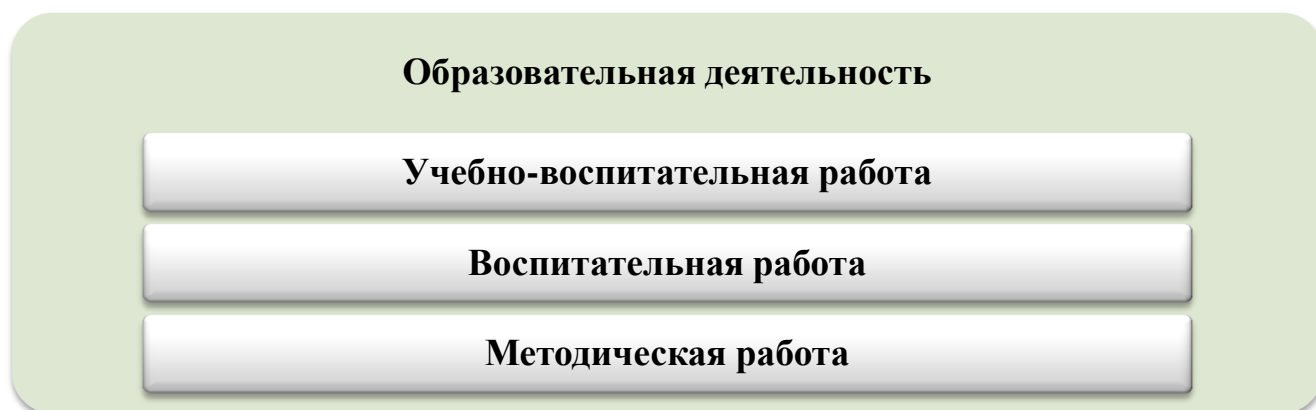 Образовательная деятельность
Учебно-воспитательная работа
Воспитательная работа
Методическая работа